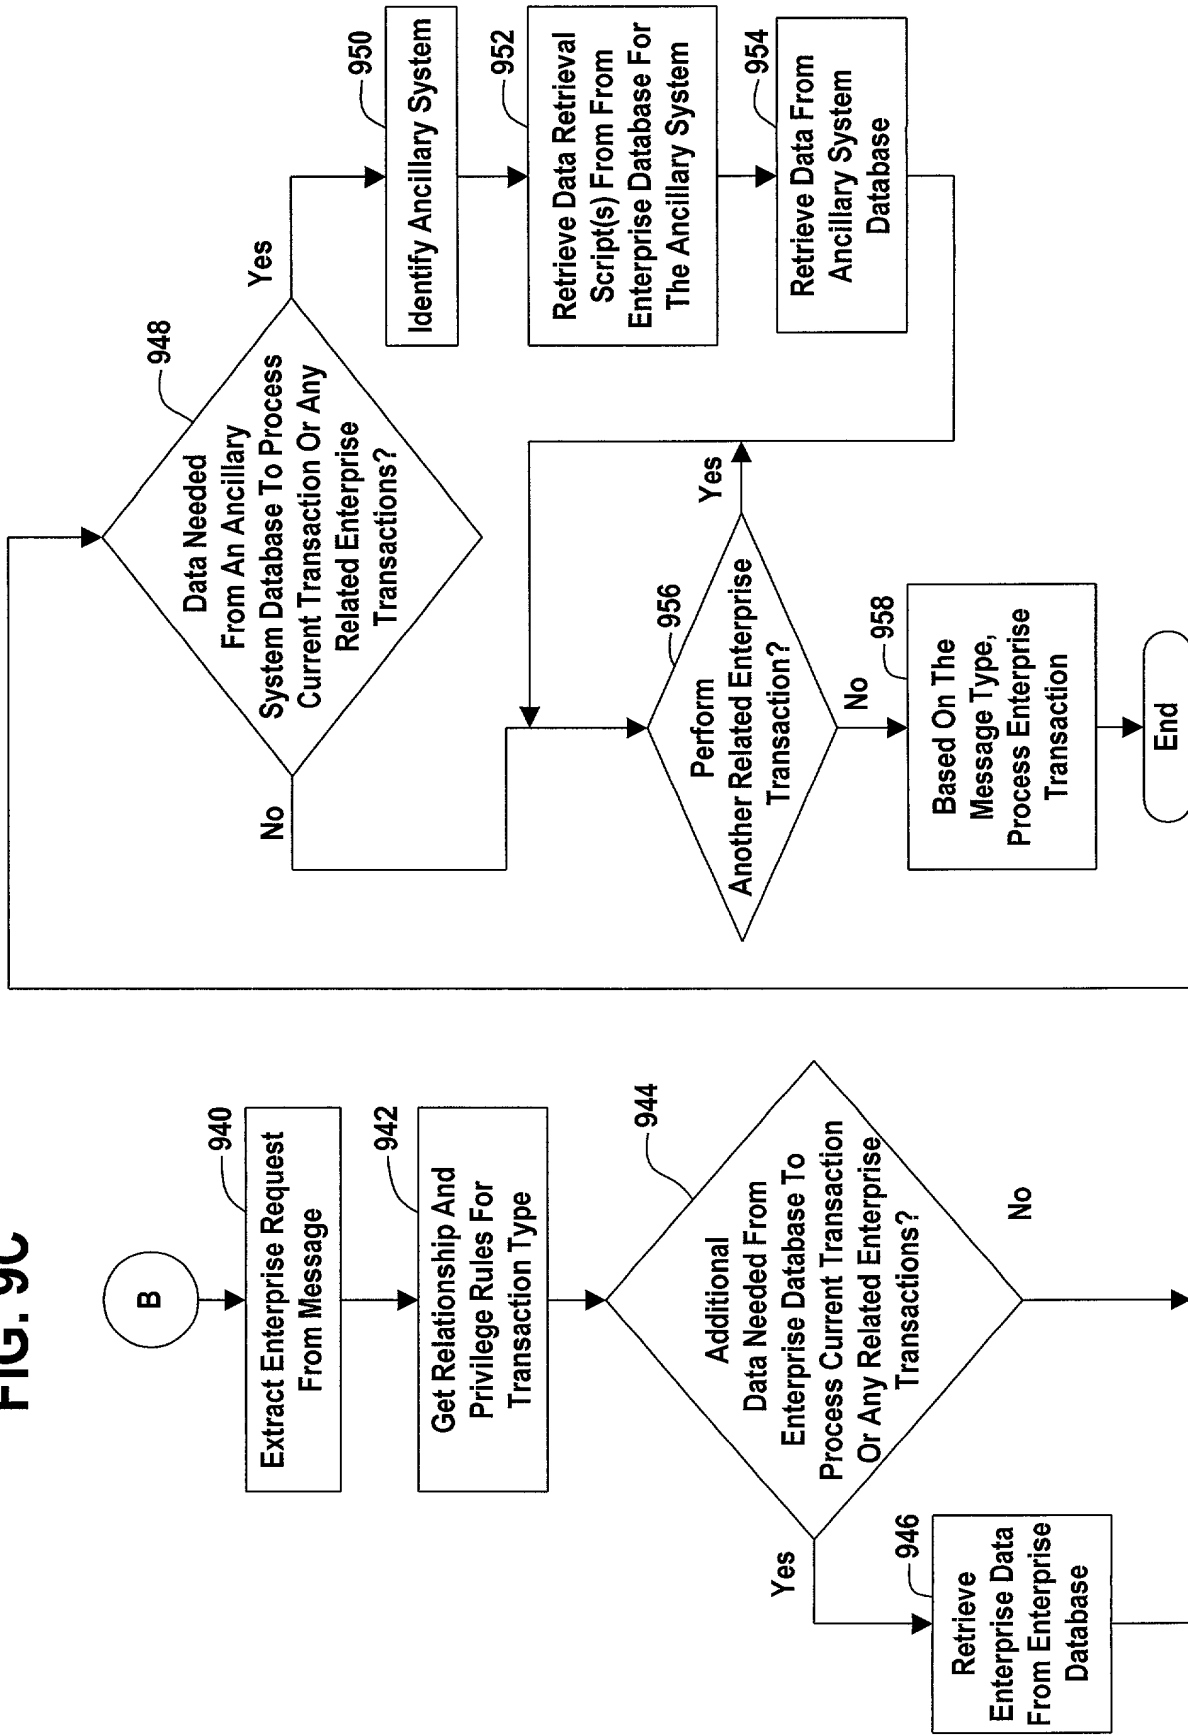 FIG. 9C
B
940
Extract Enterprise Request
From Message
942
Get Relationship And
Privilege Rules For
Transaction Type
944
Additional
Data Needed From
Enterprise Database To
Process Current Transaction
Or Any Related Enterprise
Transactions?
Yes
No
946
Retrieve
Enterprise Data
From Enterprise
Database
948
Data Needed
From An Ancillary
System Database To Process
Current Transaction Or Any
Related Enterprise
Transactions?
No
Yes
950
Identify Ancillary System
952
Retrieve Data Retrieval
Script(s) From From
Enterprise Database For
The Ancillary System
954
Retrieve Data From
Ancillary System
Database
956
Perform
Another Related Enterprise
Transaction?
Yes
No
958
Based On The
Message Type,
Process Enterprise
Transaction
End